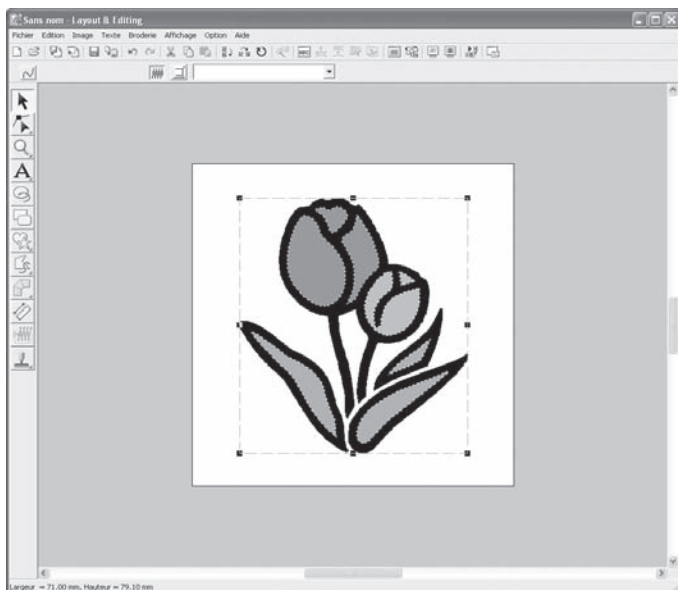 Sans nom - Layout & Editing
Fichier Edition Image Texte Broderie Affichage Option Aide
A
Largeur = 71.00 mm, Hauteur = 79.10 mm